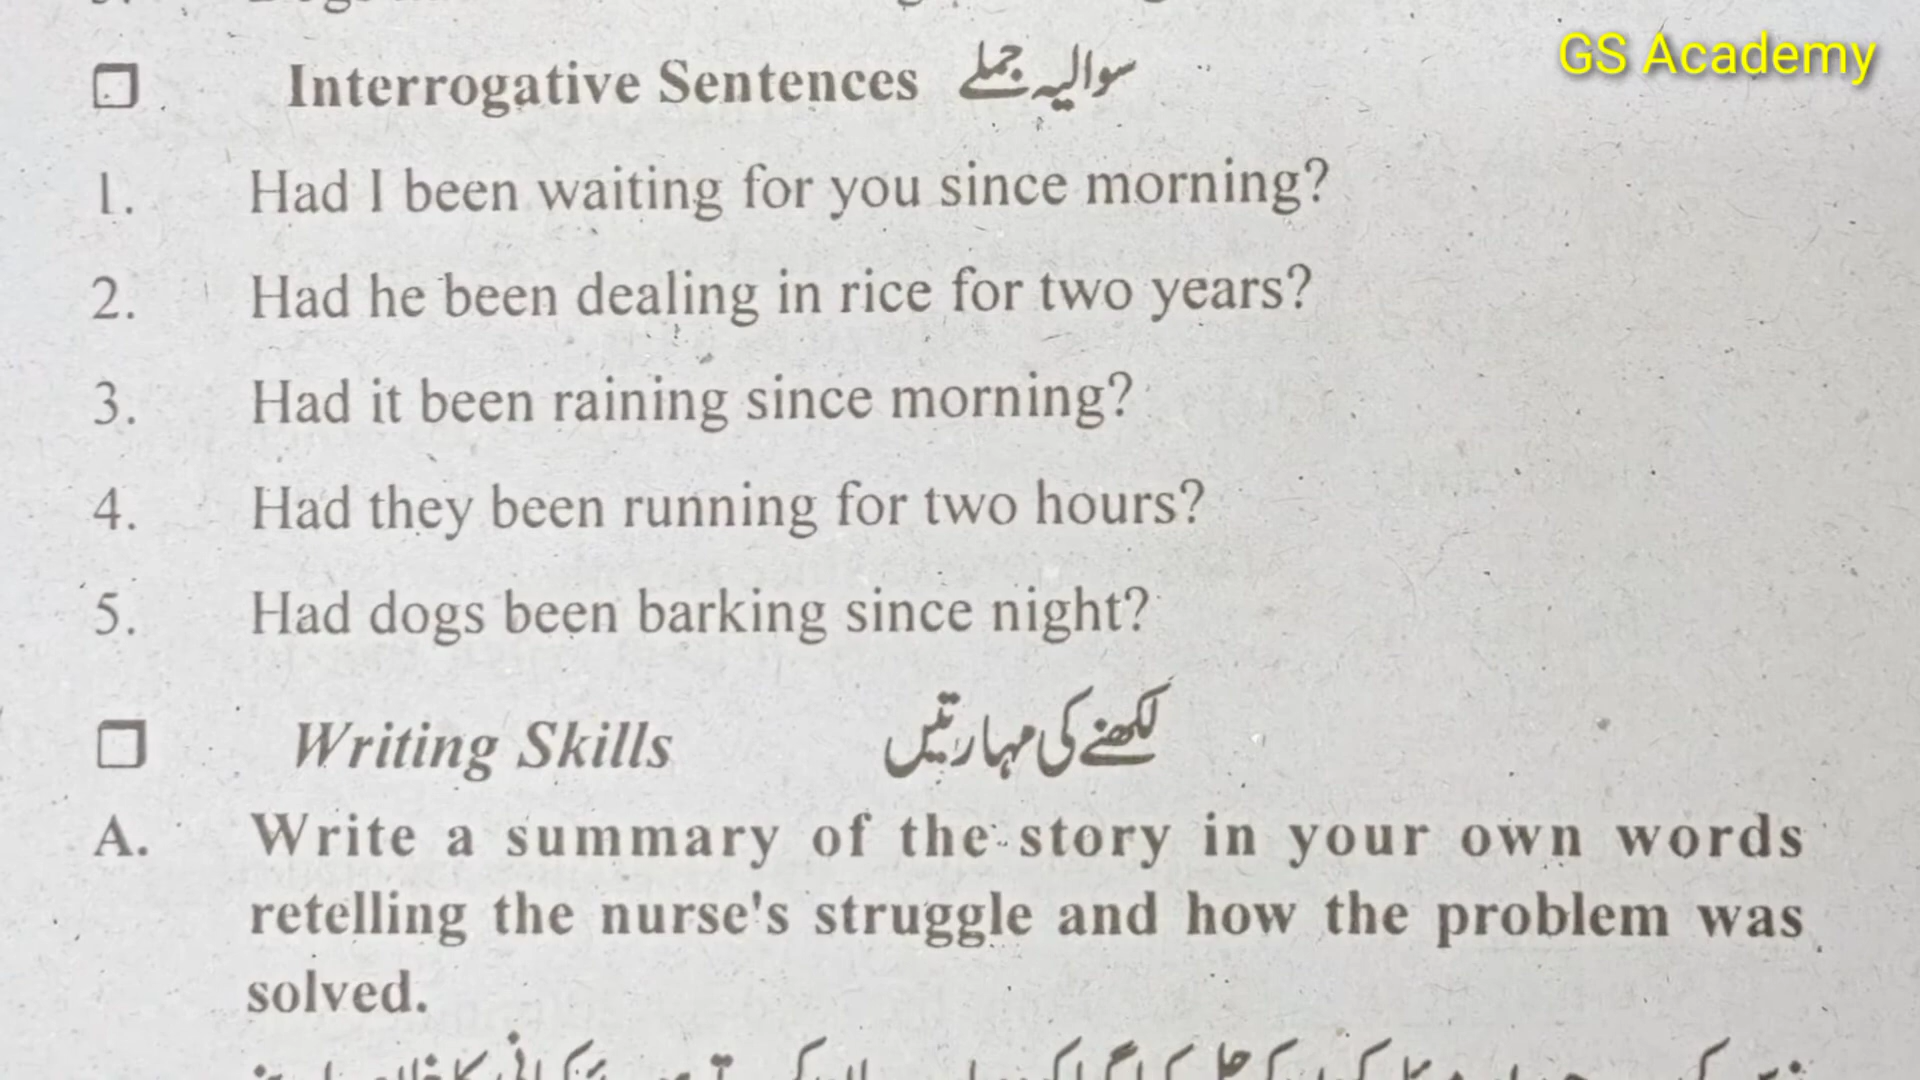 GS Academy
Interrogative Sentences سوالیہ جملے
1. Had I been waiting for you since morning?
2. Had he been dealing in rice for two years?
3. Had it been raining since morning?
4. Had they been running for two hours?
5. Had dogs been barking since night?
Writing Skills لکھنے کی مہارتیں
A. Write a summary of the story in your own words
retelling the nurse's struggle and how the problem was
solved.